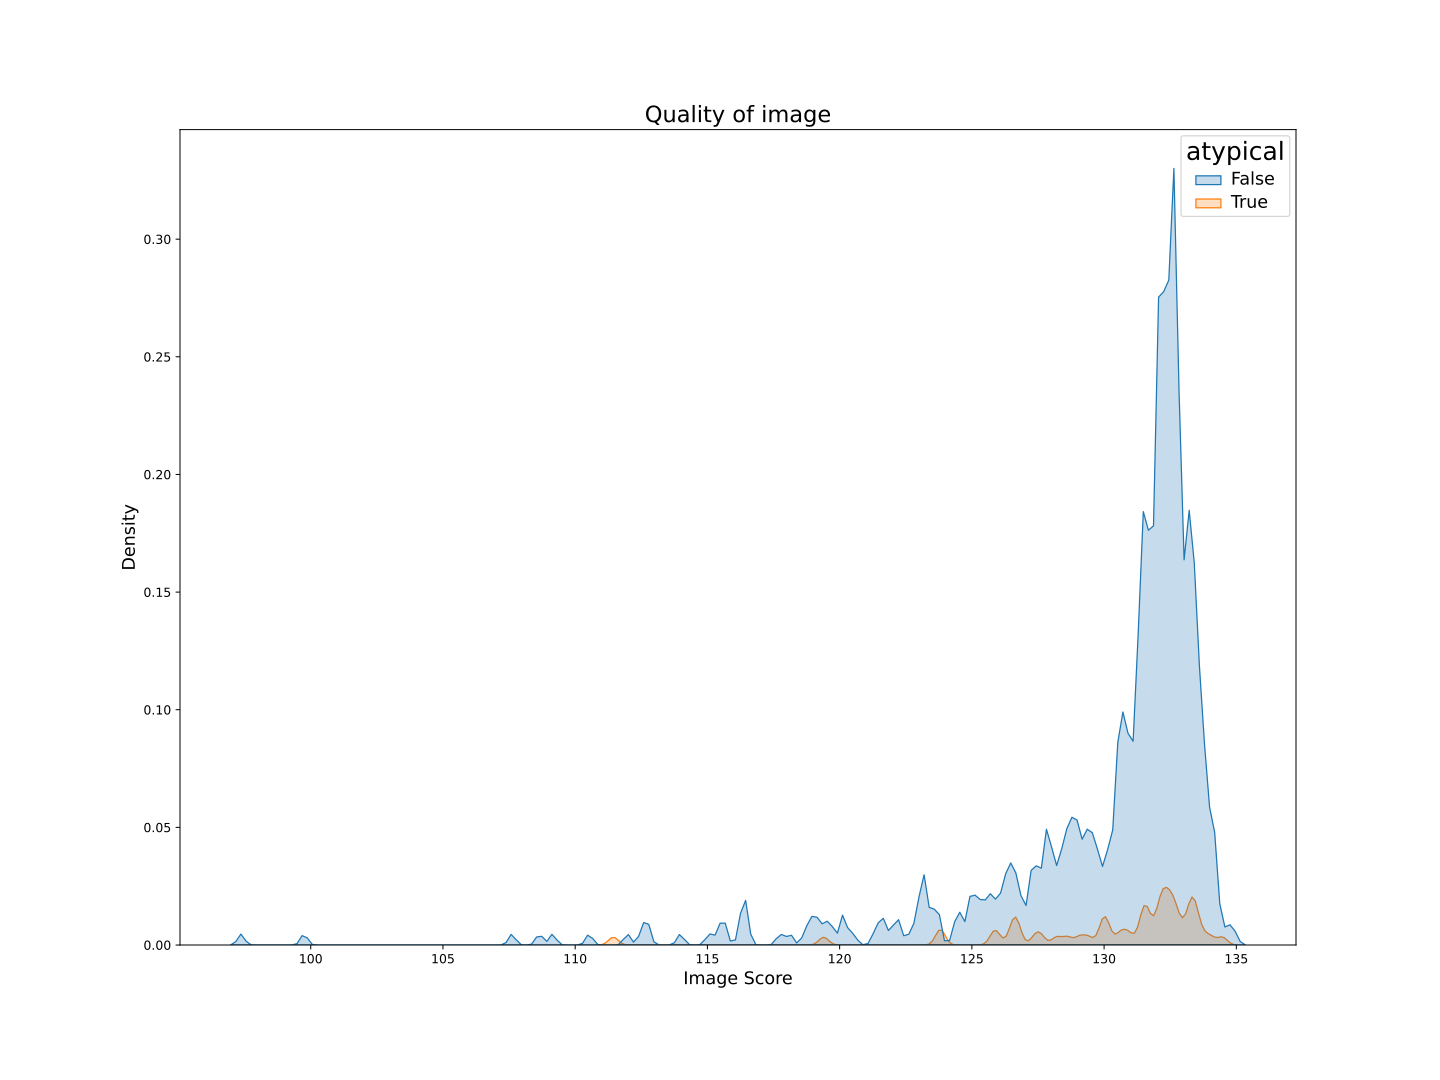 Quality of image
atypical
False
True
0.30
0.25
0.20
0.15
0.10
0.05
0.00
Density
100 105 110 115 120 125 130 135
Image Score